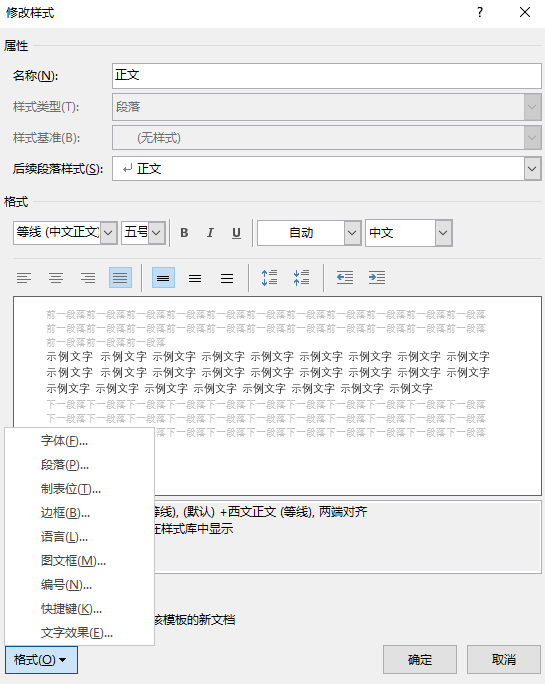 修改样式
属性
名称(N): 正文
样式类型(T): 段落
样式基准(B): (无样式)
后续段落样式(S): 正文
格式
等线 (中文正文) 五号 B I U 自动 中文
前一段落前一段落前一段落前一段落前一段落前一段落前一段落前一段落前一段落前一段落前一段落
前一段落前一段落前一段落前一段落前一段落前一段落前一段落前一段落前一段落前一段落前一段落
前一段落前一段落前一段落
示例文字 示例文字 示例文字 示例文字 示例文字 示例文字 示例文字 示例文字 示例文字
示例文字 示例文字 示例文字 示例文字 示例文字 示例文字 示例文字 示例文字 示例文字
示例文字 示例文字 示例文字 示例文字 示例文字 示例文字 示例文字 示例文字
下一段落下一段落下一段落下一段落下一段落下一段落下一段落下一段落下一段落下一段落下一段落
下一段落下一段落下一段落下一段落下一段落下一段落下一段落下一段落下一段落下一段落下一段落
段落下一段落下一段落下一段落下一段落下一段落下一段落下一段落下一段落
字体(F)...
段落(P)...
制表位(T)...
边框(B)...
语言(L)...
图文框(M)...
编号(N)...
快捷键(K)...
文字效果(E)...
等线), (默认) +西文正文 (等线), 两端对齐
在样式库中显示
该模板的新文档
格式(O) 确定 取消